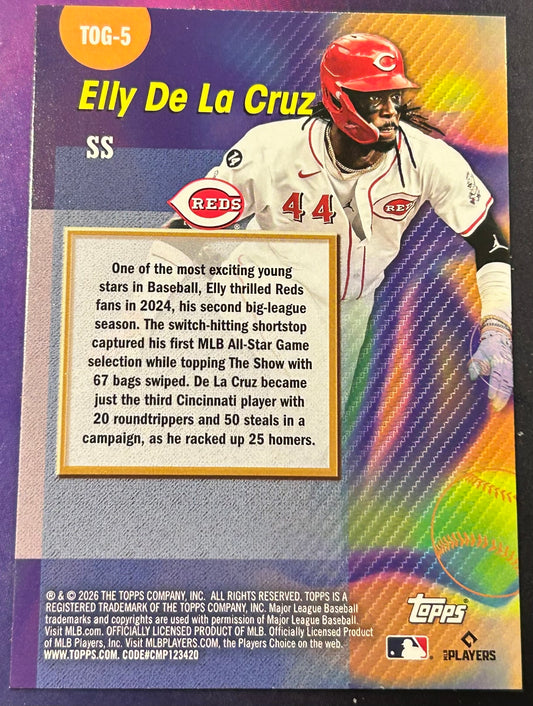 TOG-5
Elly De La Cruz
SS
14
REDS
44
REDS
One of the most exciting young
stars in Baseball, Elly thrilled Reds
fans in 2024, his second big-league
season. The switch-hitting shortstop
captured his first MLB All-Star Game
selection while topping The Show with
67 bags swiped. De La Cruz became
just the third Cincinnati player with
20 roundtrippers and 50 steals in a
campaign, as he racked up 25 homers.
® & © 2026 THE TOPPS COMPANY, INC. ALL RIGHTS RESERVED. TOPPS IS A
REGISTERED TRADEMARK OF THE TOPPS COMPANY, INC. Major League Baseball
trademarks and copyrights are used with permission of Major League Baseball.
Visit MLB.com. OFFICIALLY LICENSED PRODUCT OF MLB. Officially Licensed Product
of MLB Players, Inc. Visit MLBPLAYERS.COM, the Players Choice on the web.
WWW.TOPPS.COM. CODE#CMP123420
topps®
MLB PLAYERS